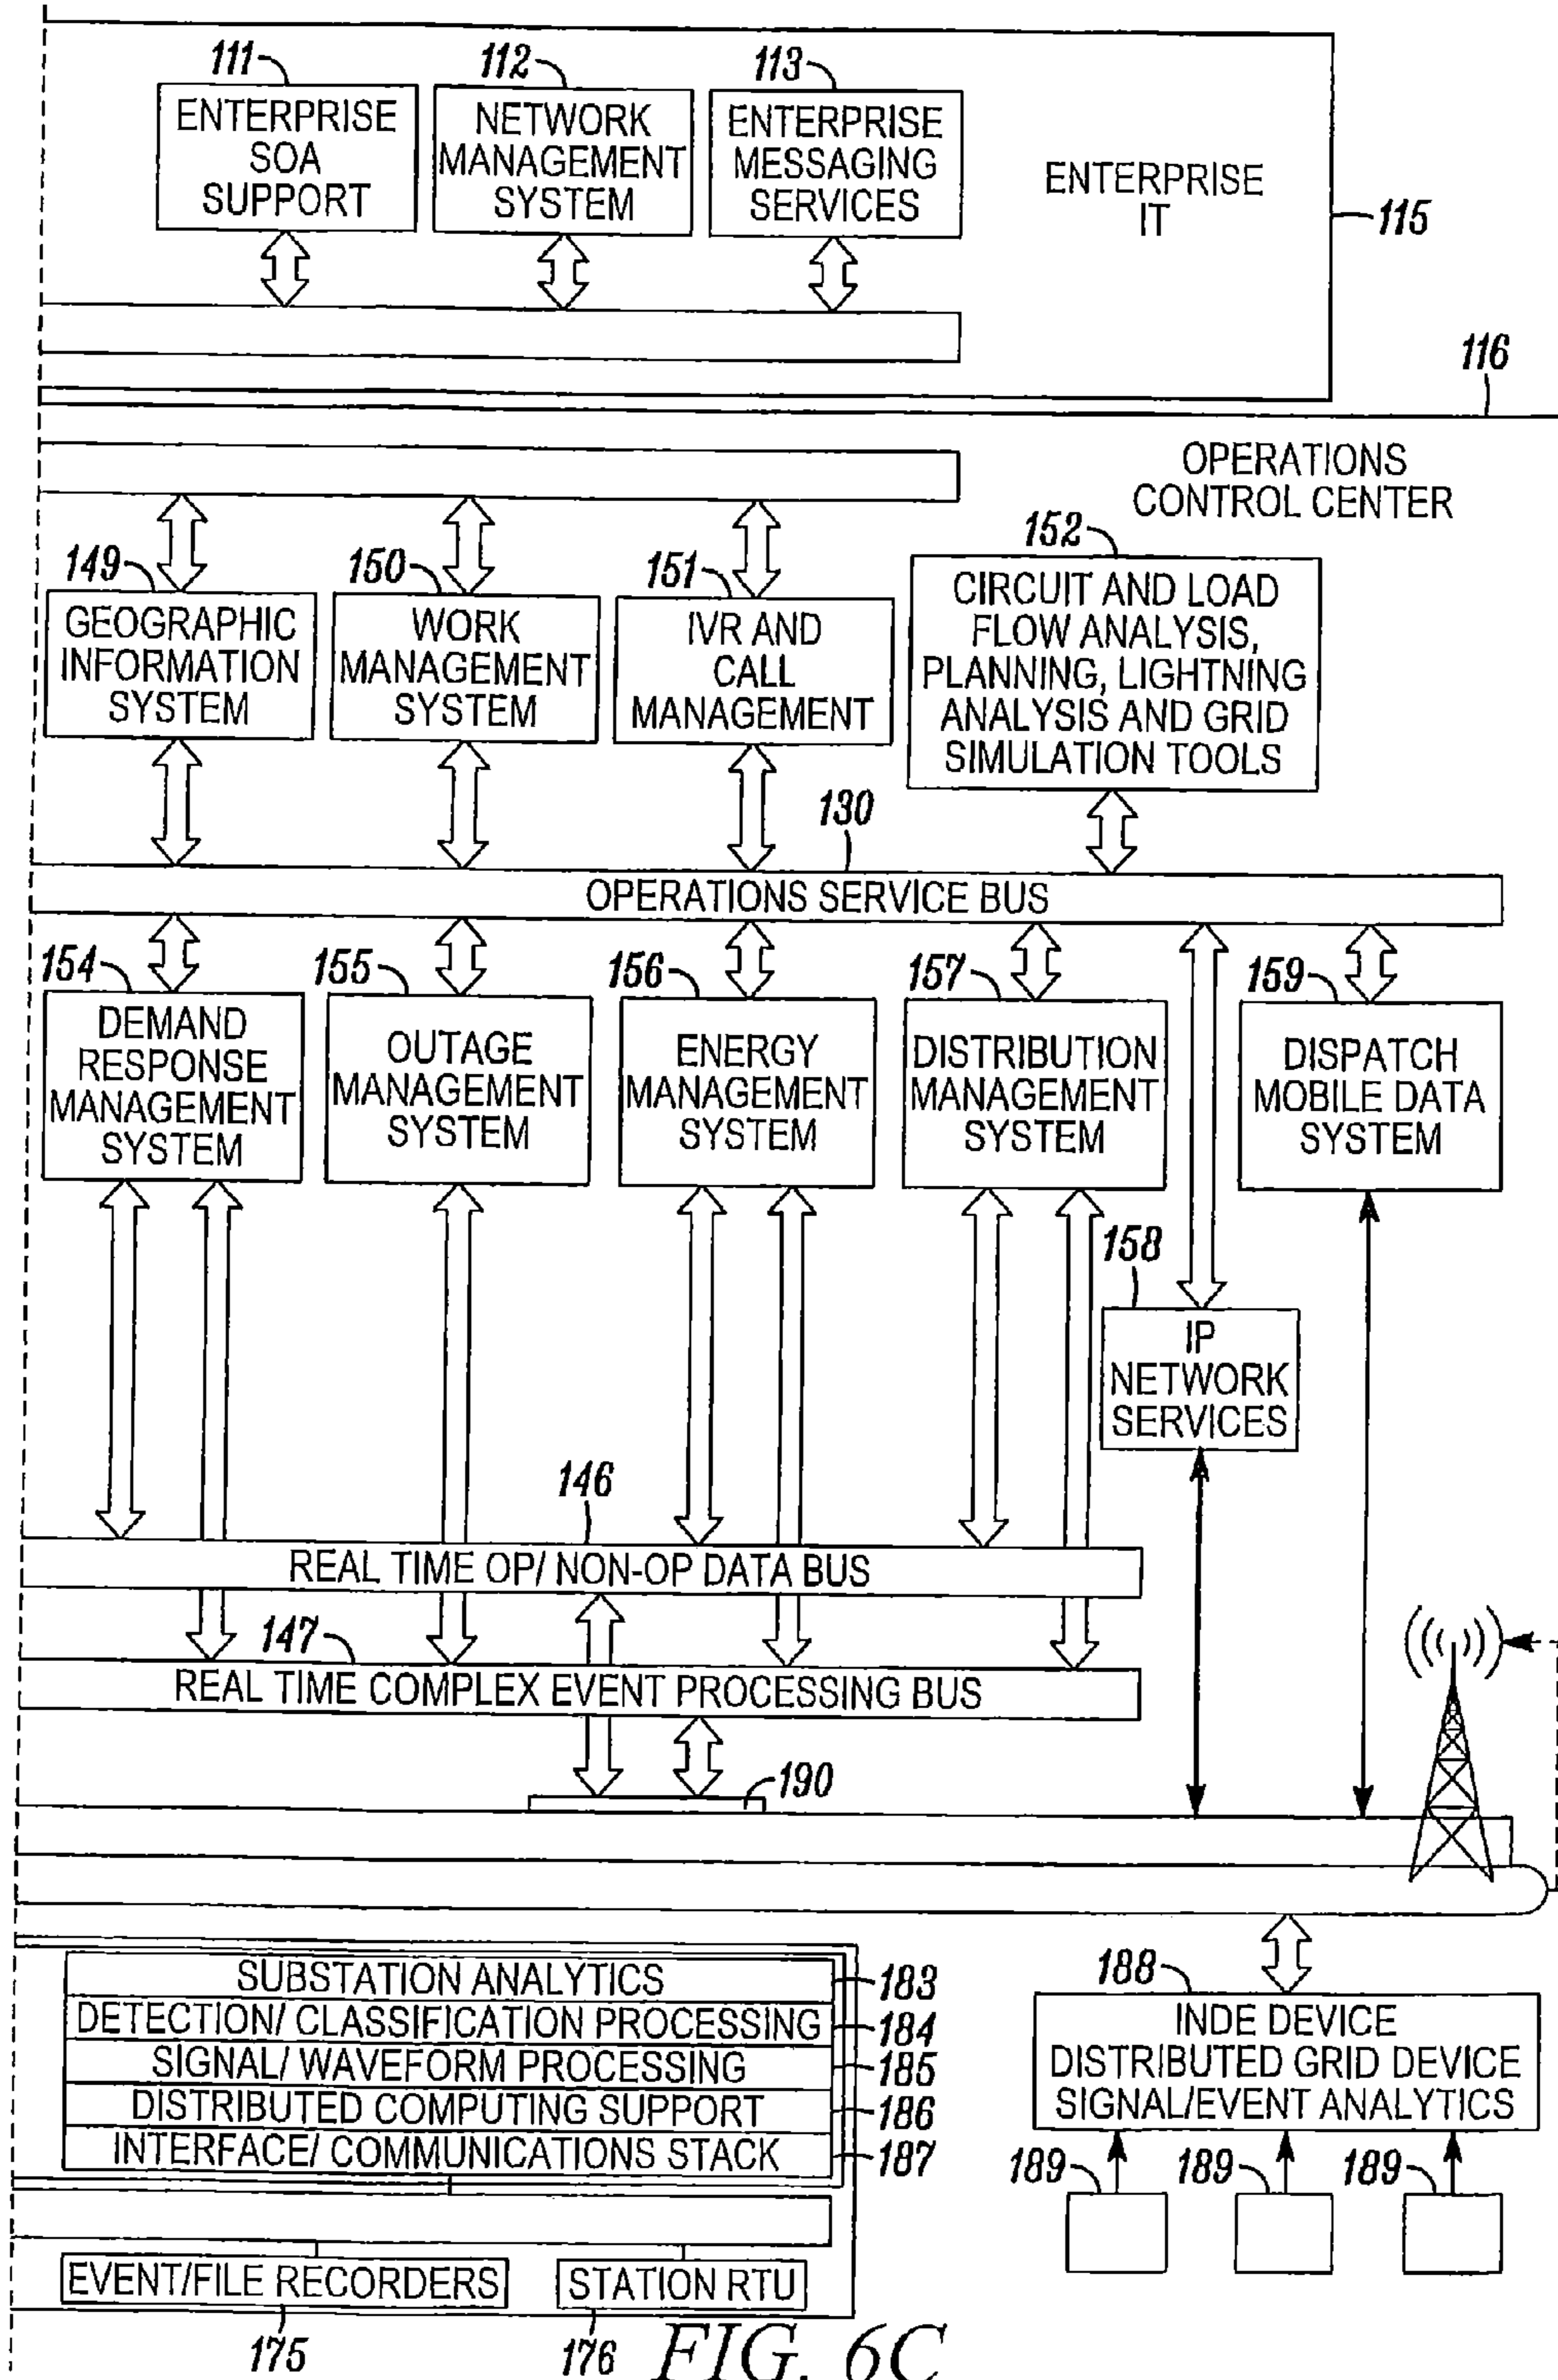 111
112
113
ENTERPRISE
SOA
SUPPORT
NETWORK
MANAGEMENT
SYSTEM
ENTERPRISE
MESSAGING
SERVICES
ENTERPRISE
IT
115
116
OPERATIONS
CONTROL CENTER
149
150
151
152
GEOGRAPHIC
INFORMATION
SYSTEM
WORK
MANAGEMENT
SYSTEM
IVR AND
CALL
MANAGEMENT
CIRCUIT AND LOAD
FLOW ANALYSIS,
PLANNING, LIGHTNING
ANALYSIS AND GRID
SIMULATION TOOLS
130
OPERATIONS SERVICE BUS
154
155
156
157
159
DEMAND
RESPONSE
MANAGEMENT
SYSTEM
OUTAGE
MANAGEMENT
SYSTEM
ENERGY
MANAGEMENT
SYSTEM
DISTRIBUTION
MANAGEMENT
SYSTEM
DISPATCH
MOBILE DATA
SYSTEM
158
IP
NETWORK
SERVICES
146
REAL TIME OP/ NON-OP DATA BUS
147
REAL TIME COMPLEX EVENT PROCESSING BUS
190
SUBSTATION ANALYTICS
183
DETECTION/ CLASSIFICATION PROCESSING
184
SIGNAL/ WAVEFORM PROCESSING
185
DISTRIBUTED COMPUTING SUPPORT
186
INTERFACE/ COMMUNICATIONS STACK
187
188
INDE DEVICE
DISTRIBUTED GRID DEVICE
SIGNAL/EVENT ANALYTICS
189
189
189
EVENT/FILE RECORDERS
STATION RTU
175
176
FIG. 6C